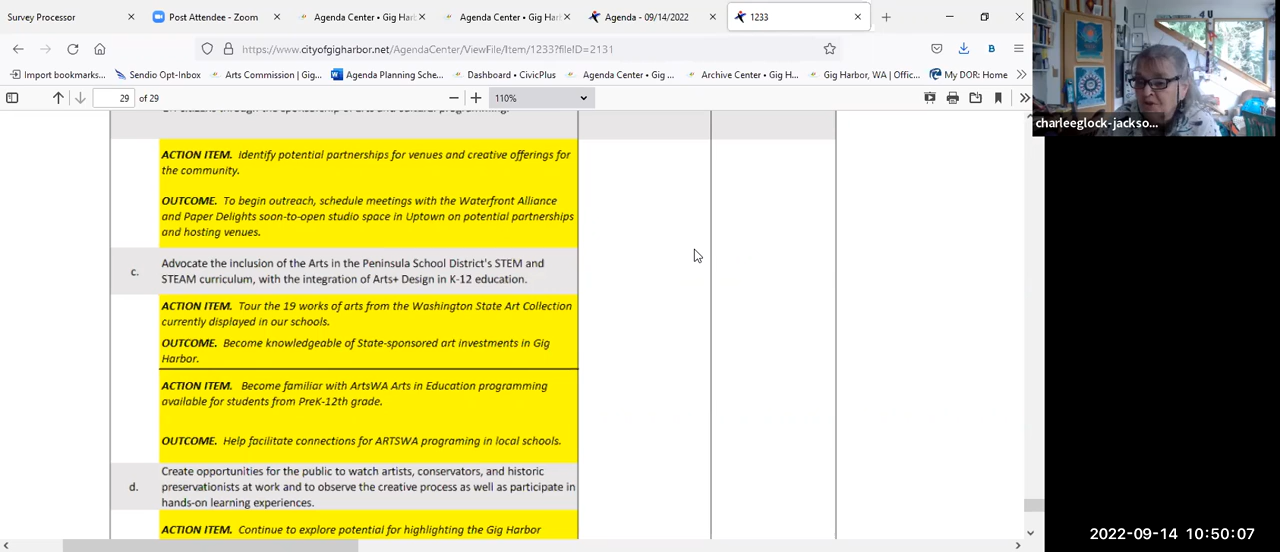 Survey Processor
Post Attendee - Zoom
Agenda Center • Gig Har
Agenda Center • Gig Har
Agenda - 09/14/2022
1233
https://www.cityofgigharbor.net/AgendaCenter/ViewFile/Item/1233?fileID=2131
Import bookmarks...
Sendio Opt-Inbox
Arts Commission | Gig...
Agenda Planning Sche...
Dashboard • CivicPlus
Agenda Center • Gig ...
Archive Center • Gig H...
Gig Harbor, WA | Offic...
My DOR: Home
29 of 29
110%
charleeglock-jackso...
citizens through the sponsorship of arts and cultural programming.
ACTION ITEM. Identify potential partnerships for venues and creative offerings for
the community.
OUTCOME. To begin outreach, schedule meetings with the Waterfront Alliance
and Paper Delights soon-to-open studio space in Uptown on potential partnerships
and hosting venues.
c.
Advocate the inclusion of the Arts in the Peninsula School District's STEM and
STEAM curriculum, with the integration of Arts+ Design in K-12 education.
ACTION ITEM. Tour the 19 works of arts from the Washington State Art Collection
currently displayed in our schools.
OUTCOME. Become knowledgeable of State-sponsored art investments in Gig
Harbor.
ACTION ITEM. Become familiar with ArtsWA Arts in Education programming
available for students from PreK-12th grade.
OUTCOME. Help facilitate connections for ARTSWA programing in local schools.
d.
Create opportunities for the public to watch artists, conservators, and historic
preservationists at work and to observe the creative process as well as participate in
hands-on learning experiences.
ACTION ITEM. Continue to explore potential for highlighting the Gig Harbor
2022-09-14 10:50:07